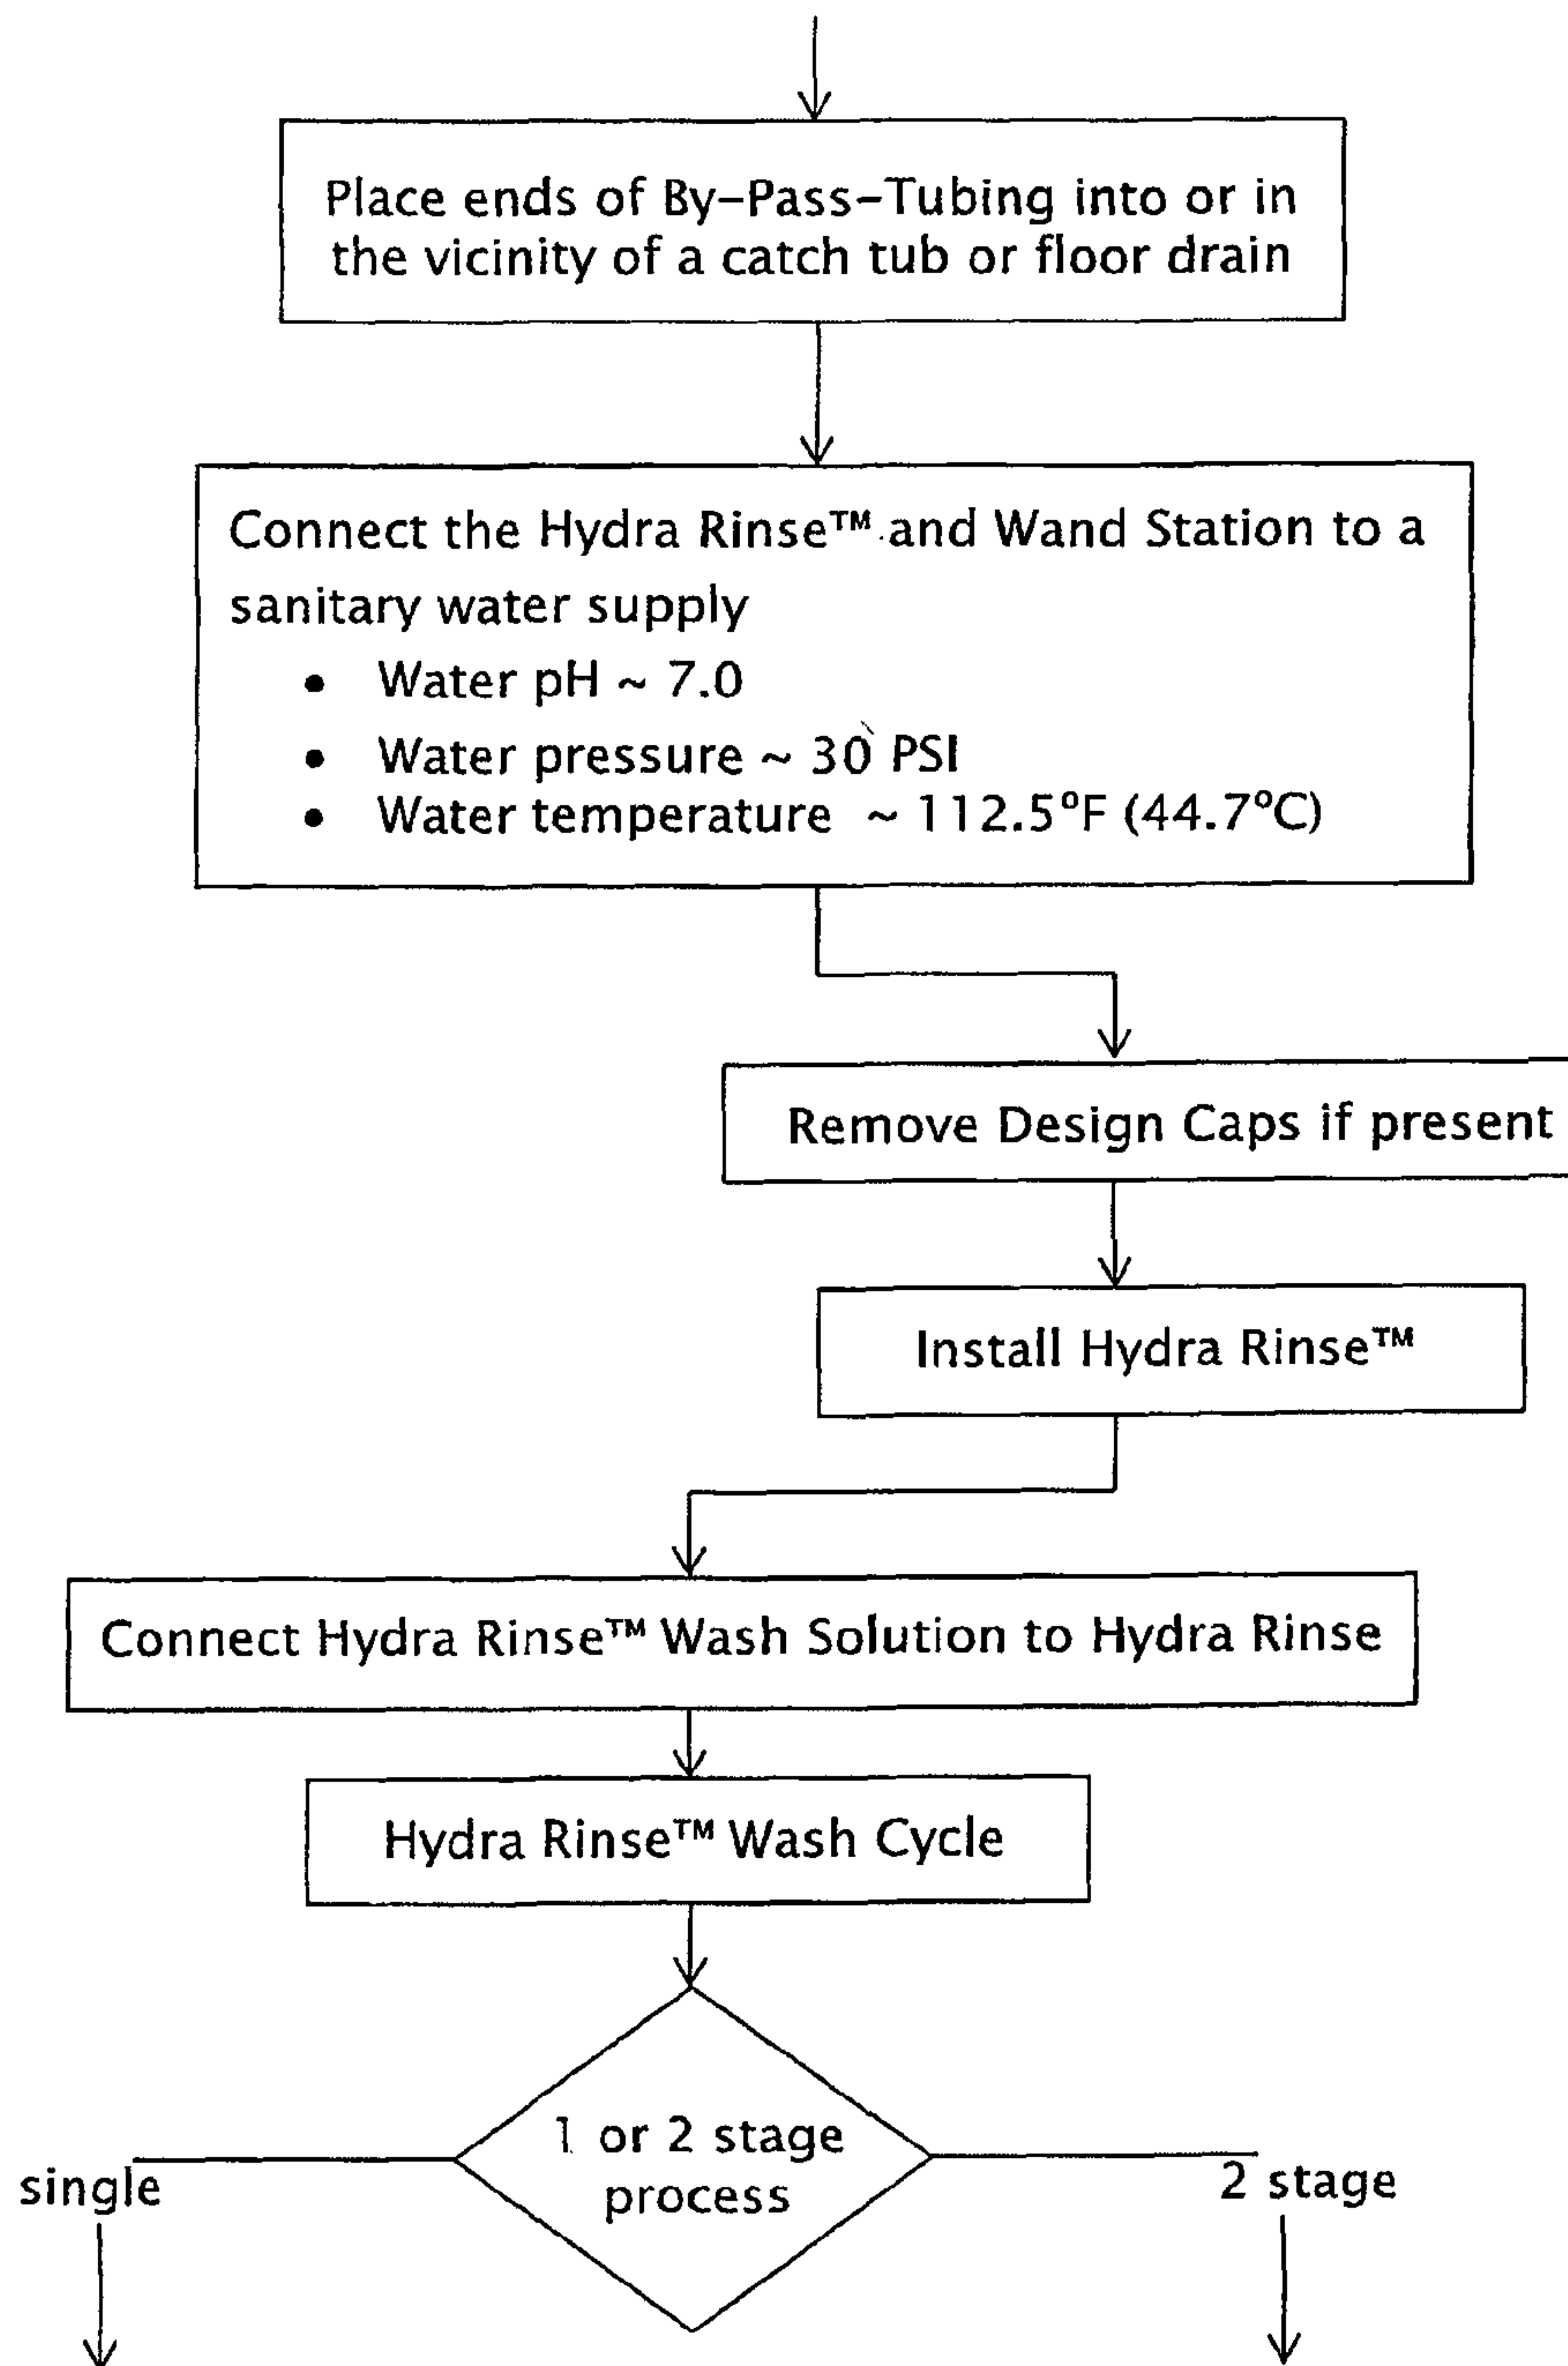 Place ends of By-Pass-Tubing into or in
the vicinity of a catch tub or floor drain
Connect the Hydra Rinse™ and Wand Station to a
sanitary water supply
• Water pH ~ 7.0
• Water pressure ~ 30 PSI
• Water temperature ~ 112.5ºF (44.7ºC)
Remove Design Caps if present
Install Hydra Rinse™
Connect Hydra Rinse™ Wash Solution to Hydra Rinse
Hydra Rinse™ Wash Cycle
1 or 2 stage
process
single
2 stage